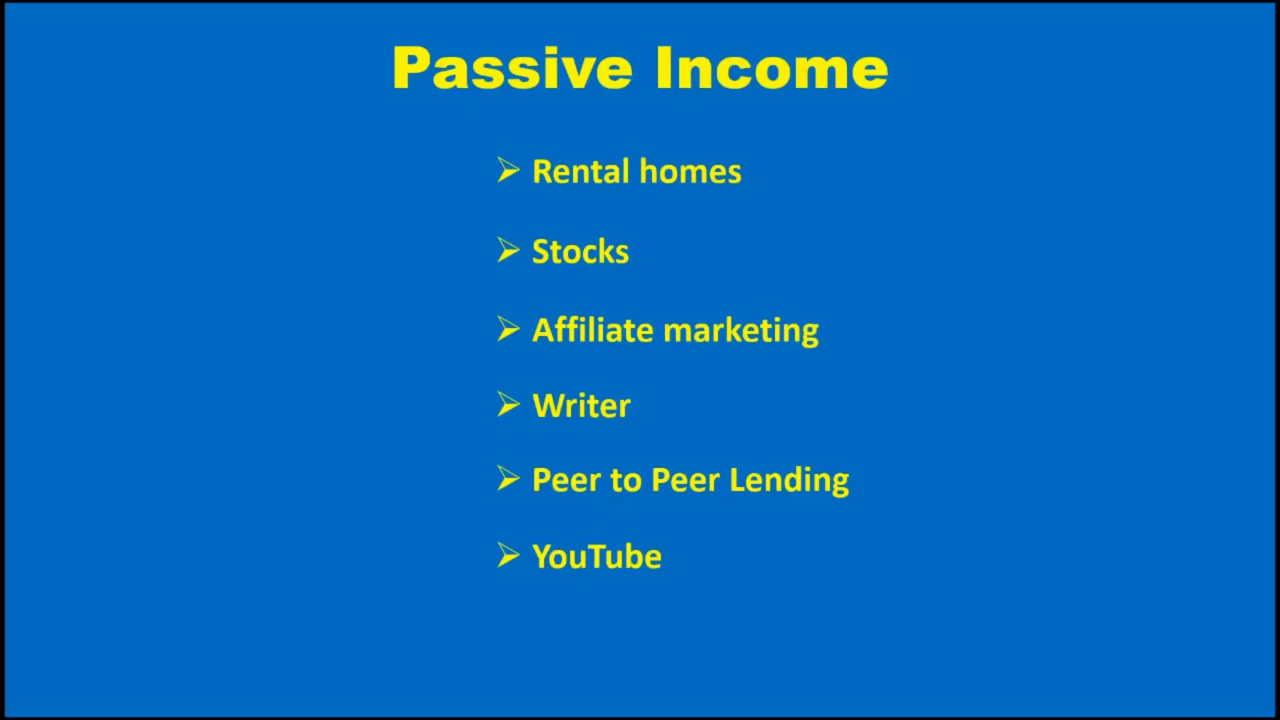 Passive Income
➢ Rental homes
➢ Stocks
➢ Affiliate marketing
➢ Writer
➢ Peer to Peer Lending
➢ YouTube